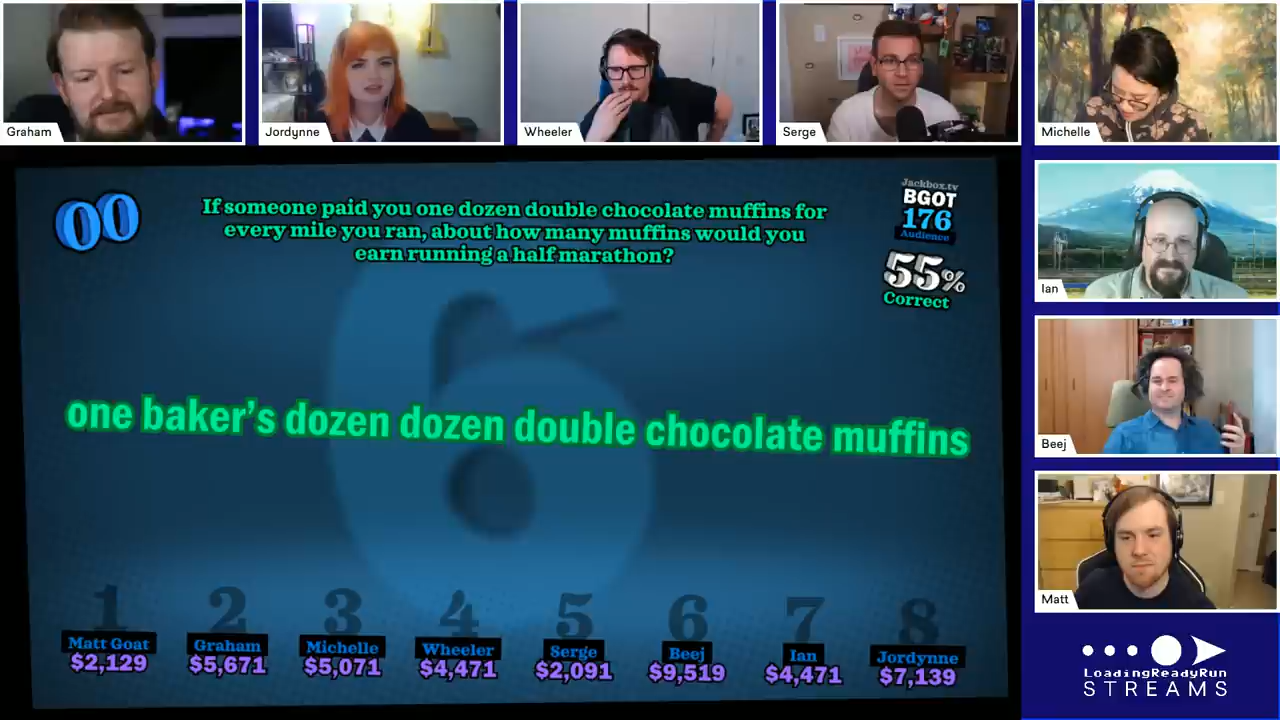 Graham
Jordynne
Wheeler
Serge
Michelle
00
If someone paid you one dozen double chocolate muffins for
every mile you ran, about how many muffins would you
earn running a half marathon?
Jackbox.tv
BGOT
176
Audience
55%
Correct
Ian
6
one baker's dozen dozen double chocolate muffins
Beej
Matt
1 2 3 4 5 6 7 8
Matt Goat Graham Michelle Wheeler Serge Beej Ian Jordynne
$2,129 $5,671 $5,071 $4,471 $2,091 $9,519 $4,471 $7,139
LoadingReadyRun
STREAMS